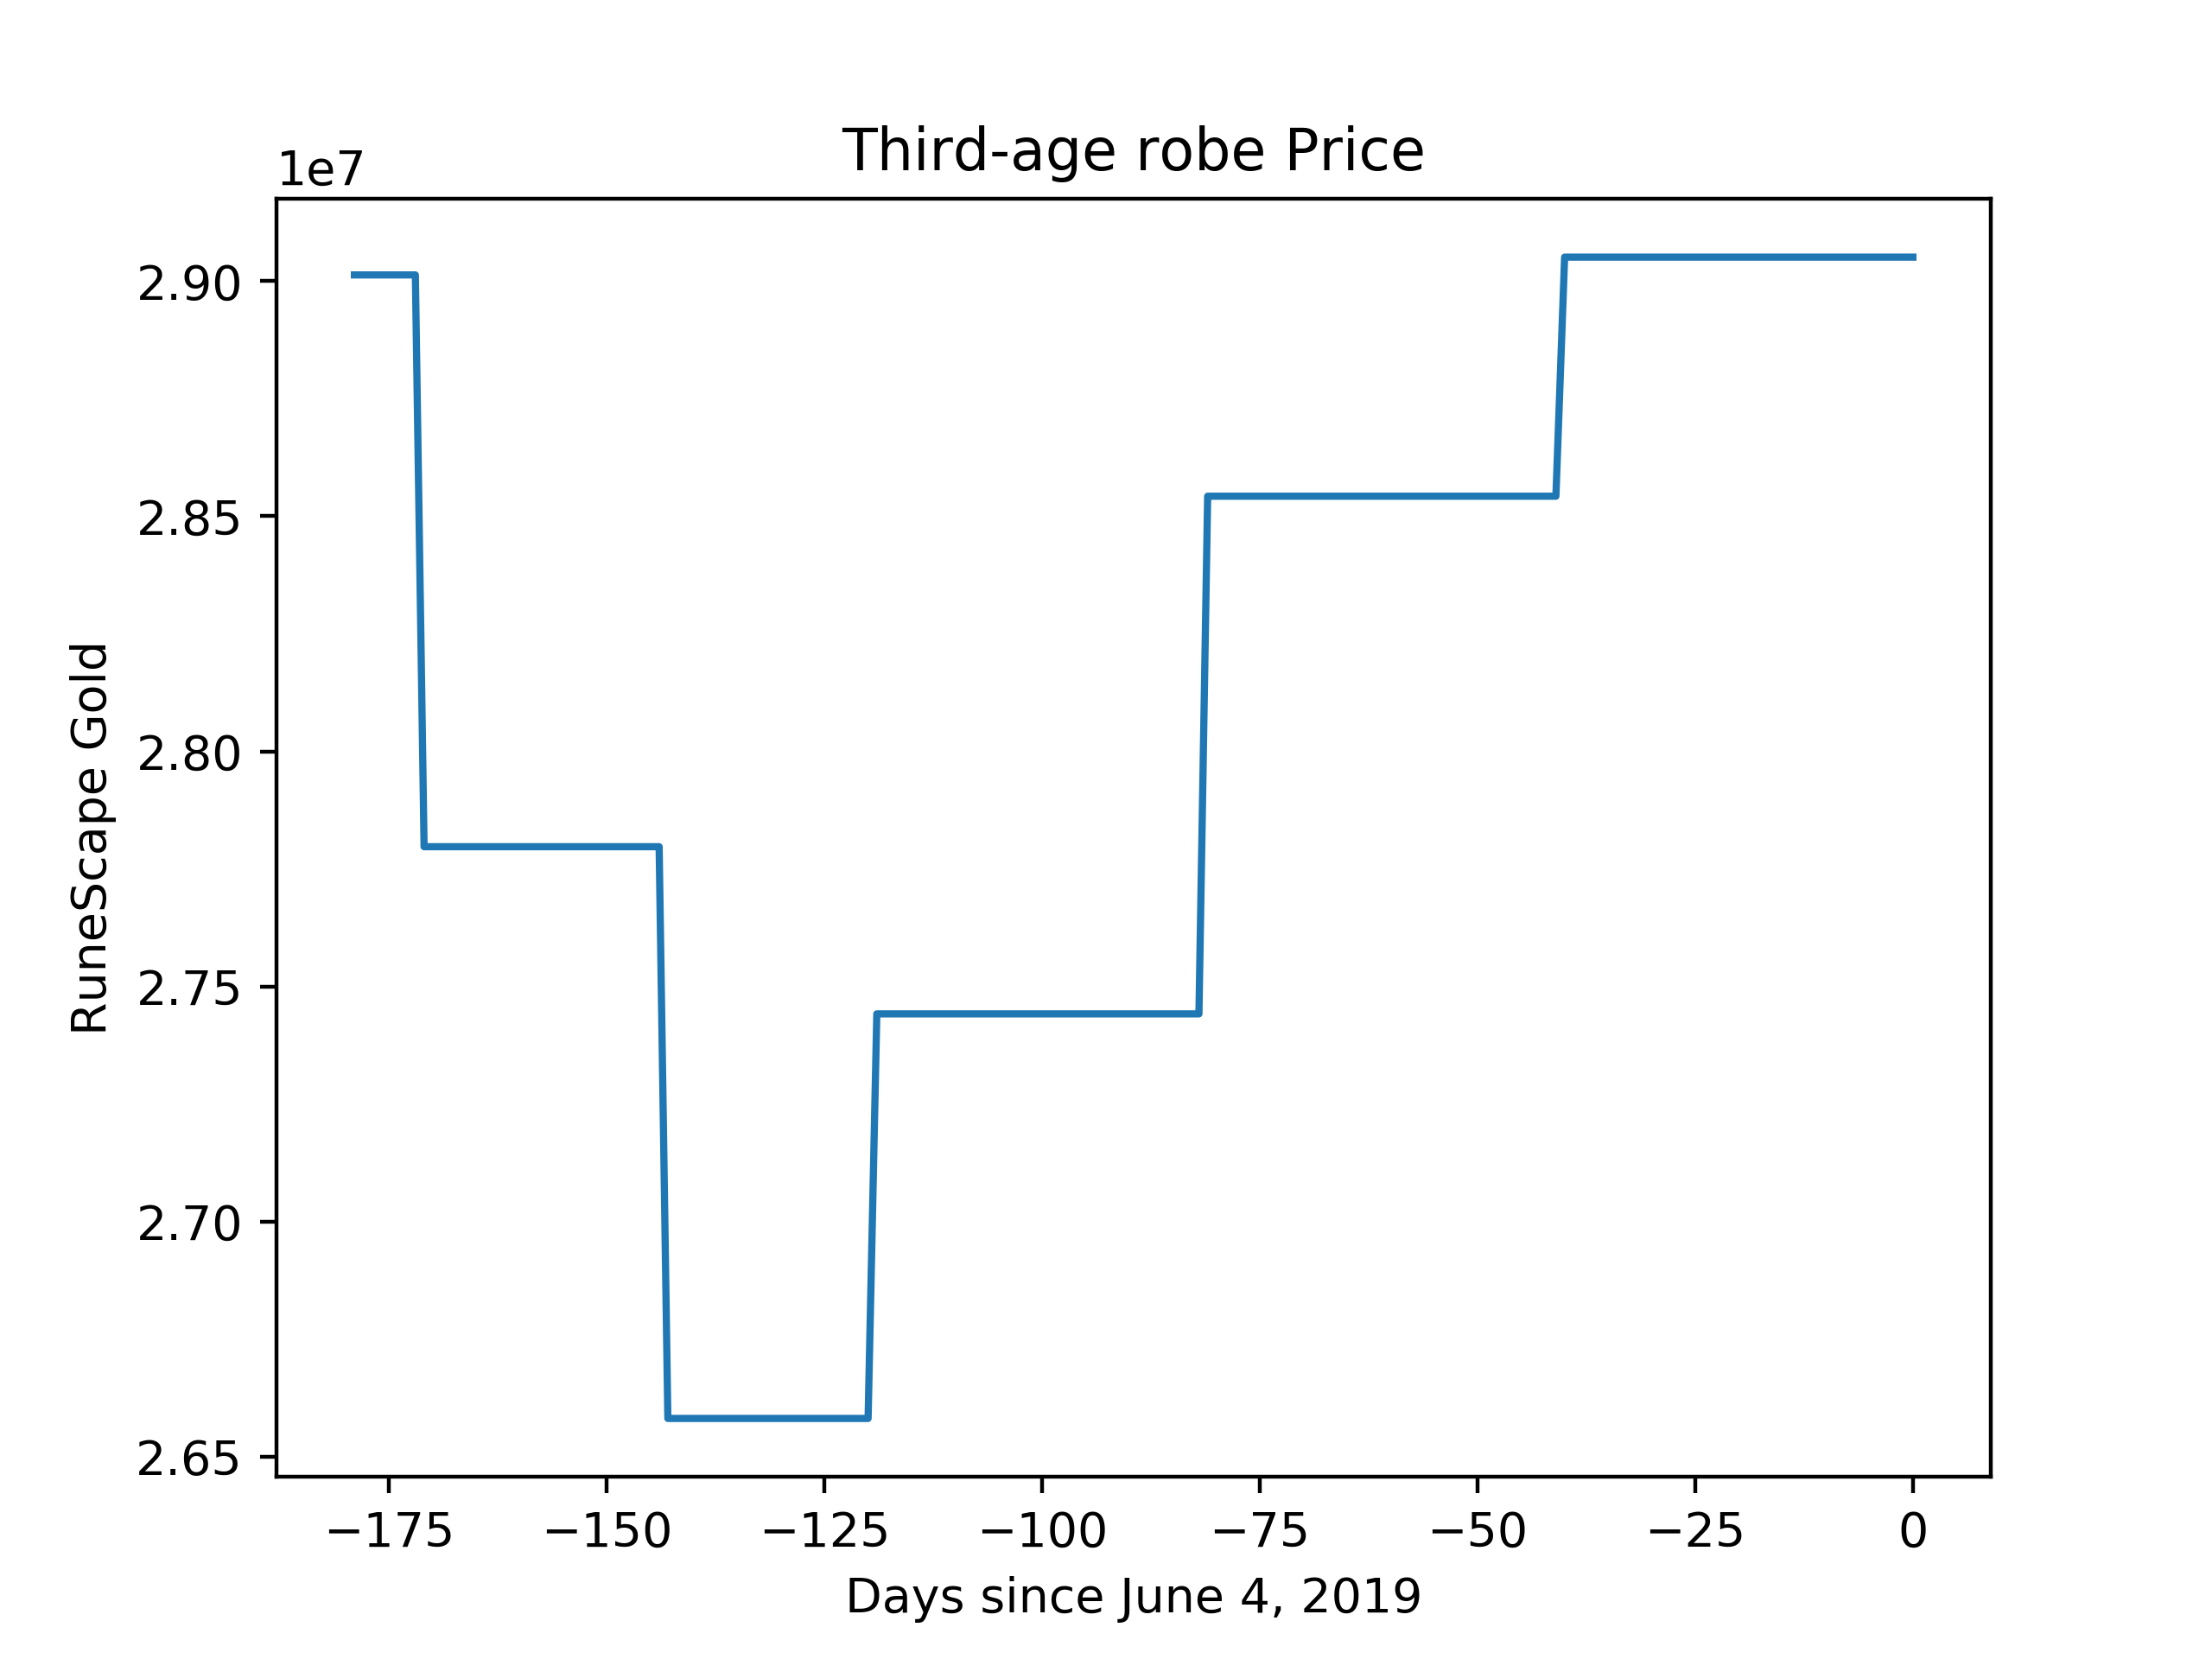 Third-age robe Price
1e7
2.90
2.85
2.80
2.75
2.70
2.65
RuneScape Gold
−175 −150 −125 −100 −75 −50 −25 0
Days since June 4, 2019